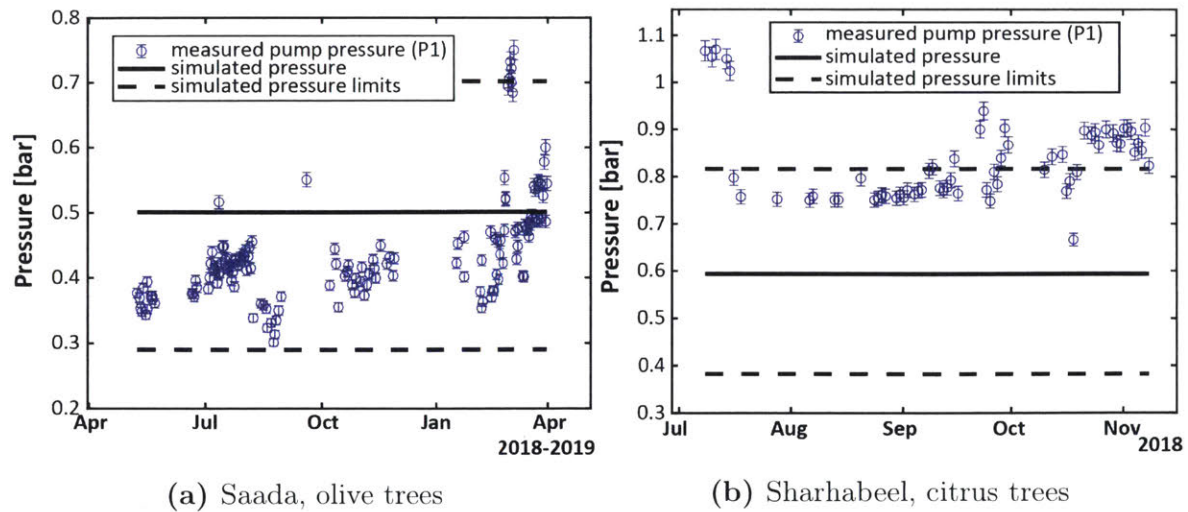 0.8
0.7
0.6
0.5
0.4
0.3
0.2
Pressure [bar]
measured pump pressure (P1)
simulated pressure
simulated pressure limits
Apr
Jul
Oct
Jan
Apr
2018-2019
(a) Saada, olive trees
1.1
1
0.9
0.8
0.7
0.6
0.5
0.4
0.3
Pressure [bar]
measured pump pressure (P1)
simulated pressure
simulated pressure limits
Jul
Aug
Sep
Oct
Nov
2018
(b) Sharhabeel, citrus trees